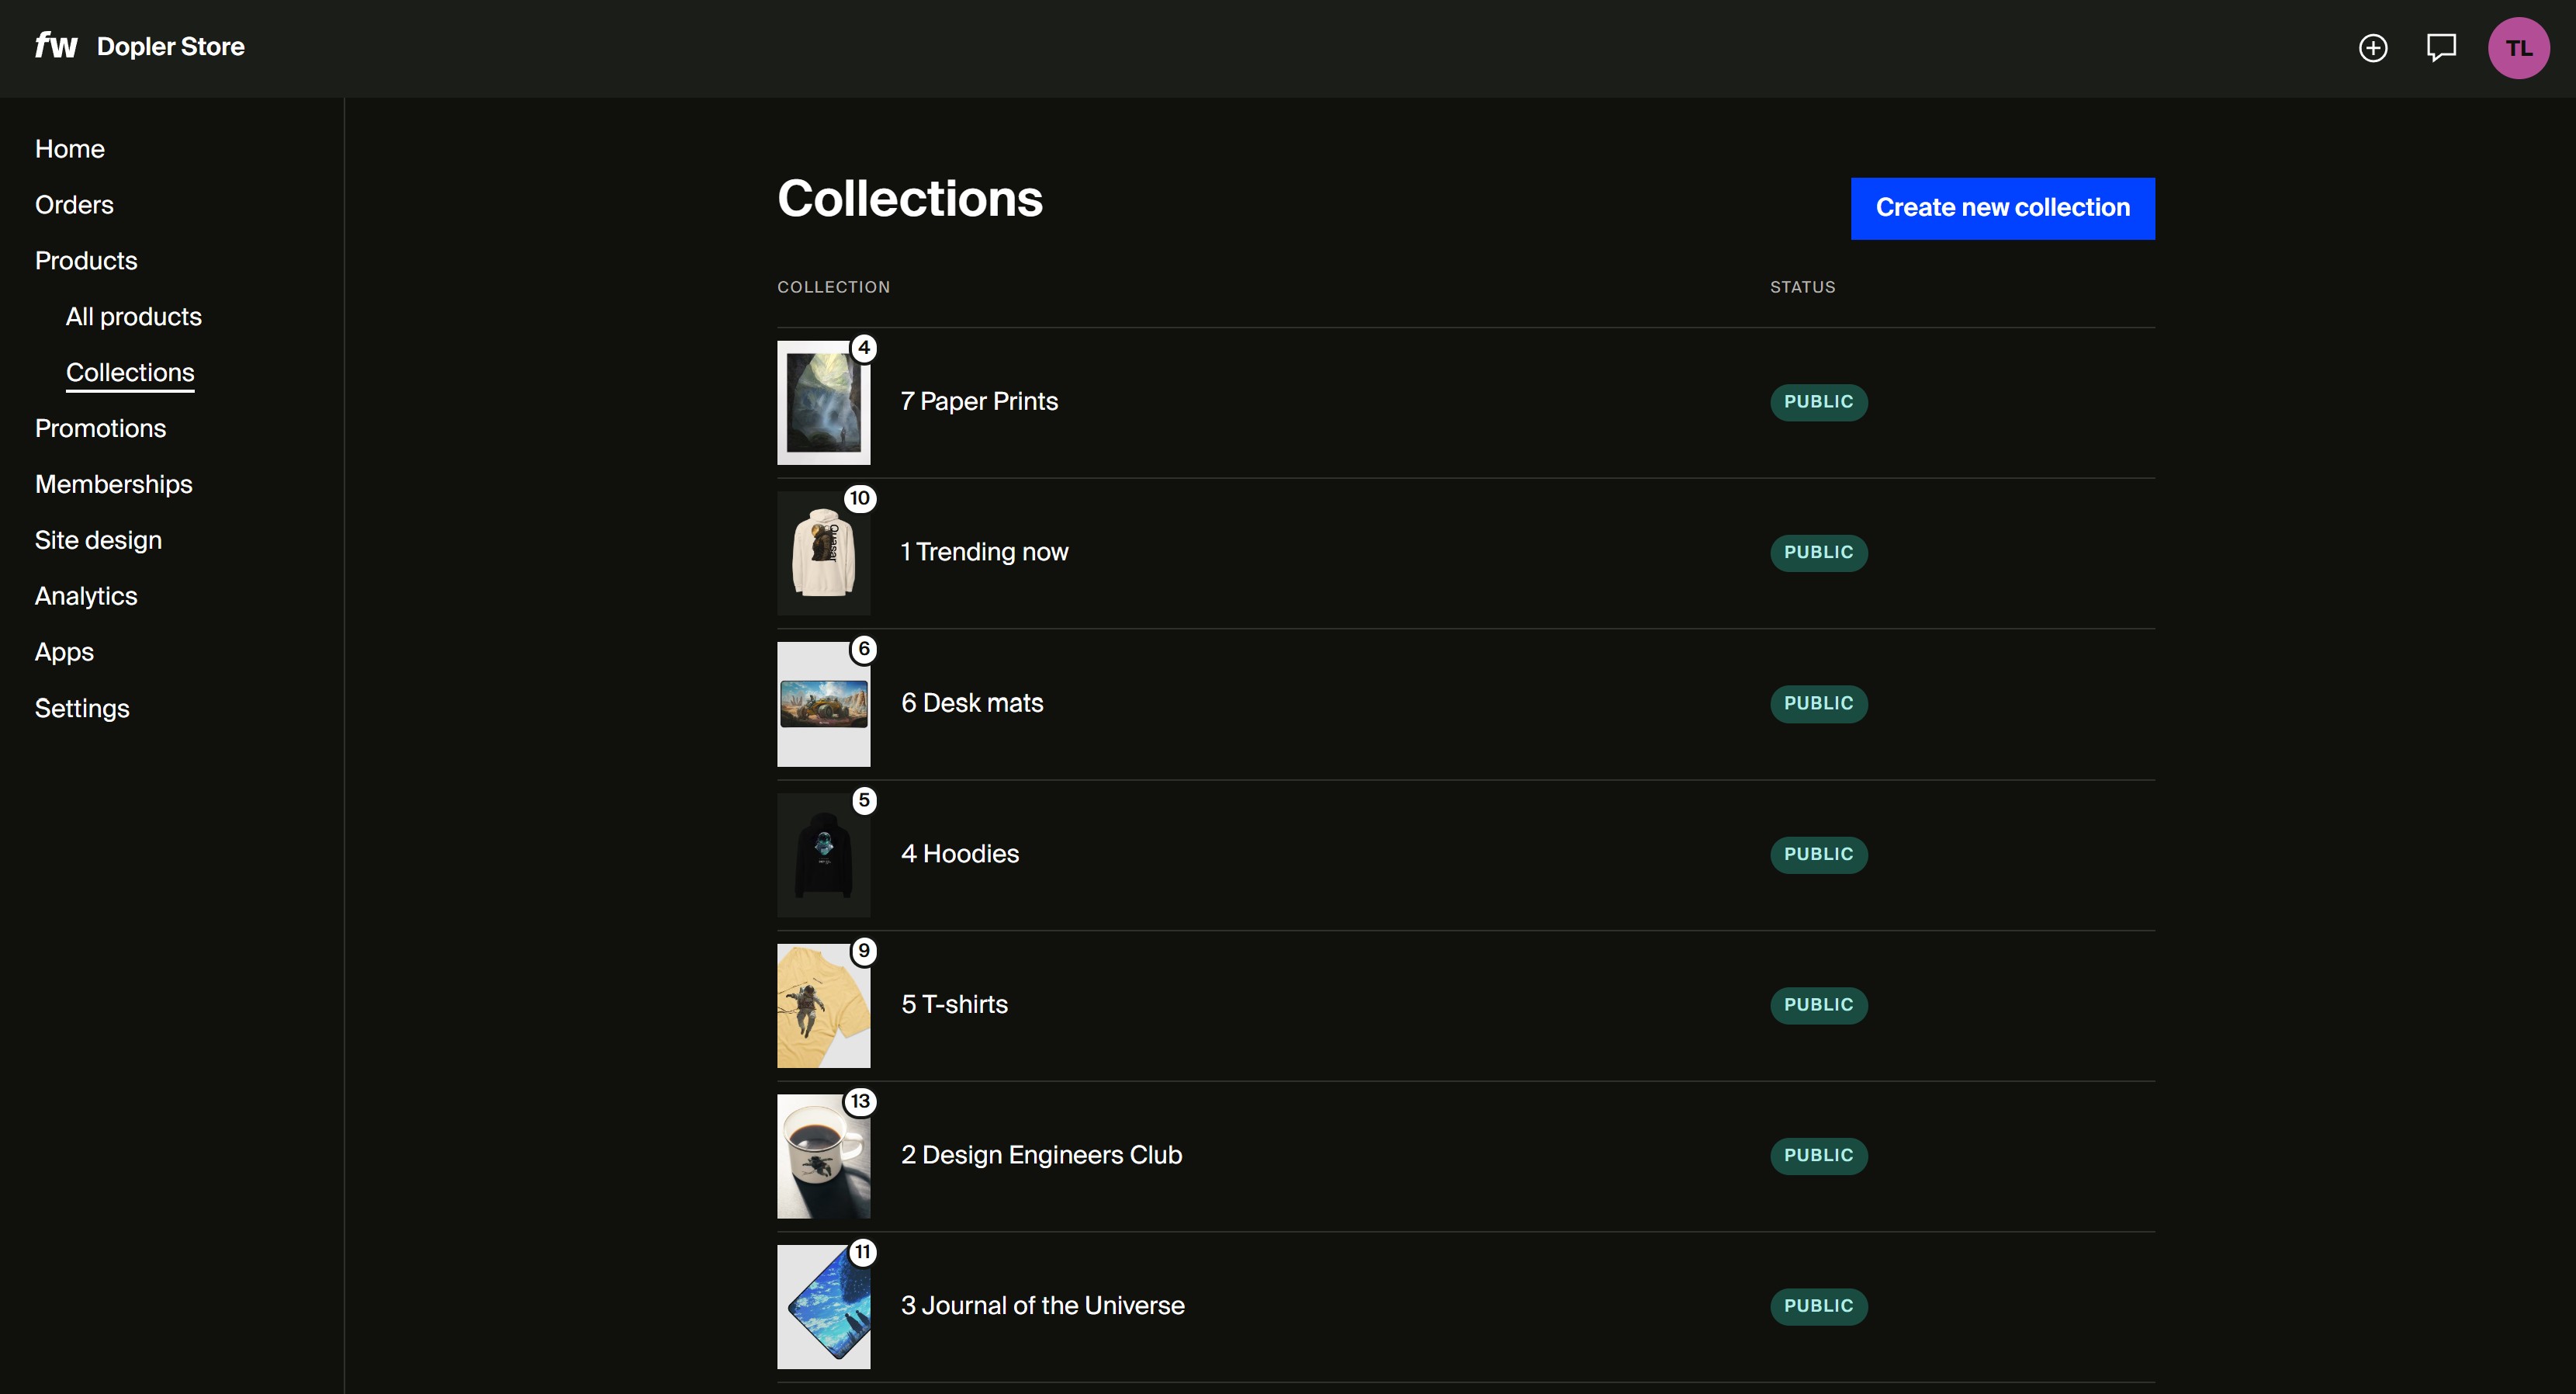 fw Dopler Store
TL
Home
Orders
Products
All products
Collections
Promotions
Memberships
Site design
Analytics
Apps
Settings
Collections
Create new collection
COLLECTION
STATUS
4
7 Paper Prints
PUBLIC
10
1 Trending now
PUBLIC
6
6 Desk mats
PUBLIC
5
4 Hoodies
PUBLIC
9
5 T-shirts
PUBLIC
13
2 Design Engineers Club
PUBLIC
11
3 Journal of the Universe
PUBLIC